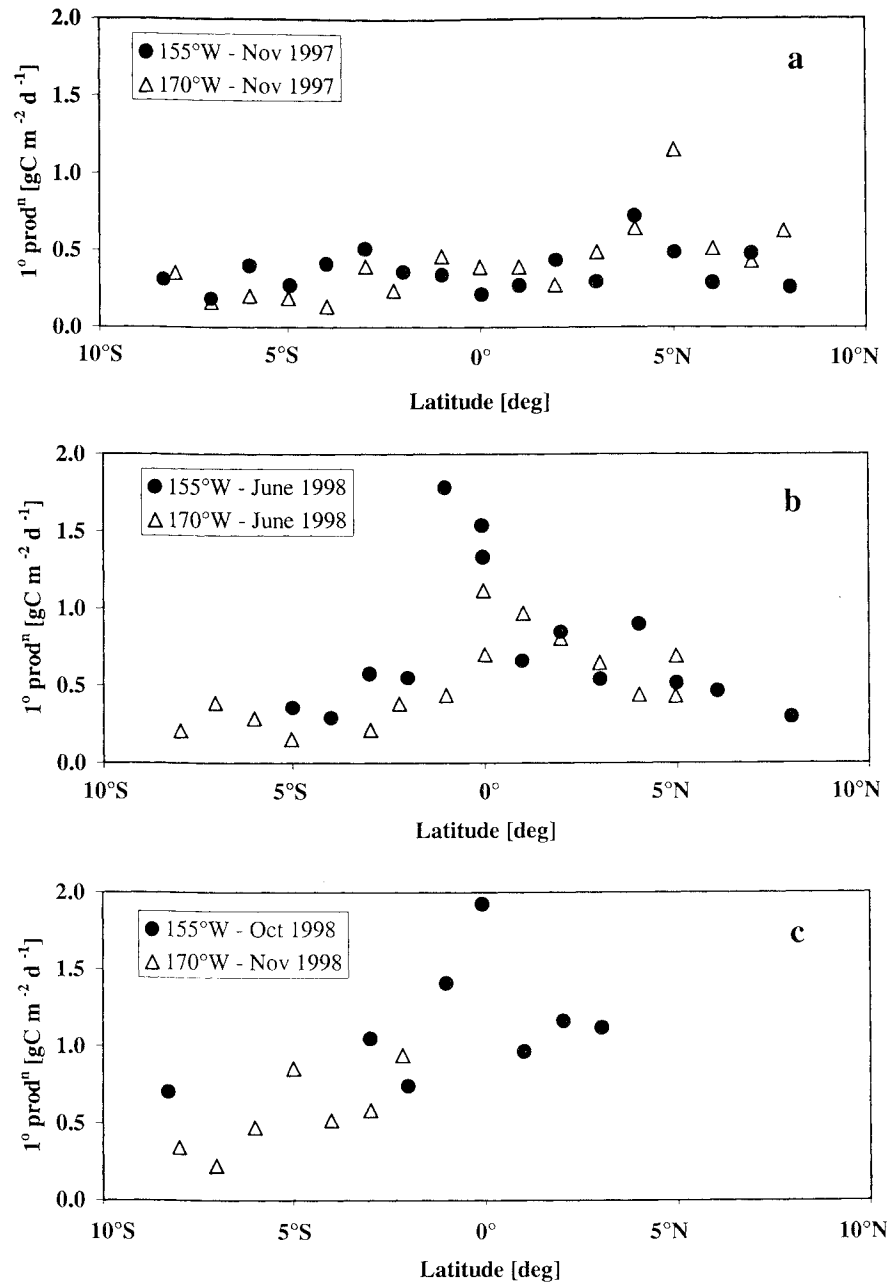 2.0
● 155°W - Nov 1997
△ 170°W - Nov 1997
a
1.5
1.0
0.5
0.0
1° prodⁿ [gC m ⁻² d ⁻¹]
10°S 5°S 0° 5°N 10°N
Latitude [deg]
2.0
● 155°W - June 1998
△ 170°W - June 1998
b
1.5
1.0
0.5
0.0
1° prodⁿ [gC m ⁻² d ⁻¹]
10°S 5°S 0° 5°N 10°N
Latitude [deg]
2.0
● 155°W - Oct 1998
△ 170°W - Nov 1998
c
1.5
1.0
0.5
0.0
1° prodⁿ [gC m ⁻² d ⁻¹]
10°S 5°S 0° 5°N 10°N
Latitude [deg]